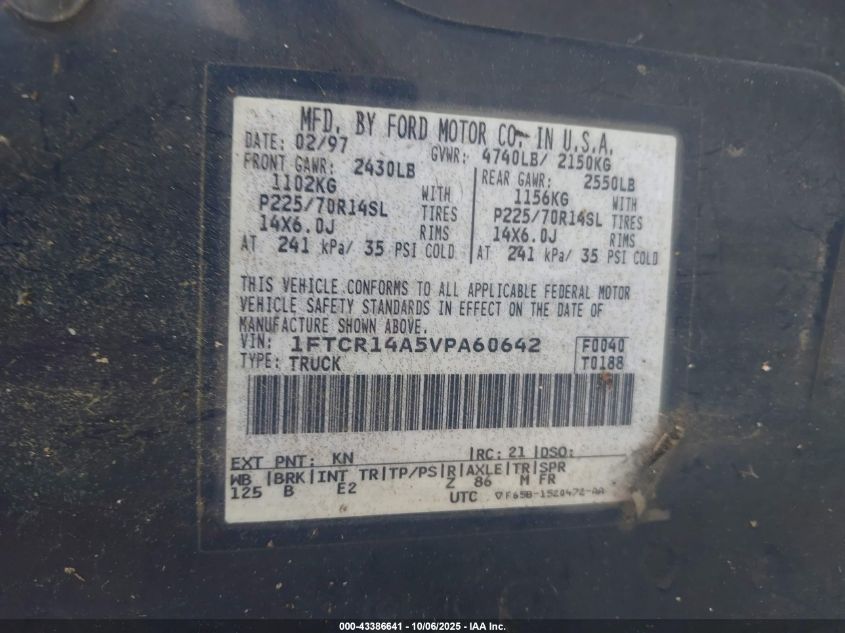 MFD. BY FORD MOTOR CO. IN U.S.A.
DATE: 02/97 GVWR: 4740LB/ 2150KG
FRONT GAWR: 2430LB REAR GAWR: 2550LB
1102KG WITH 1156KG WITH
P225/70R14SL TIRES P225/70R14SL TIRES
14X6.0J RIMS 14X6.0J RIMS
AT 241 kPa/ 35 PSI COLD AT 241 kPa/ 35 PSI COLD
THIS VEHICLE CONFORMS TO ALL APPLICABLE FEDERAL MOTOR
VEHICLE SAFETY STANDARDS IN EFFECT ON THE DATE OF
MANUFACTURE SHOWN ABOVE.
VIN: 1FTCR14A5VPA60642 F0040
TYPE: TRUCK T0188
EXT PNT: KN RC: 21 DSO:
WB BRK INT TR TP/PS R AXLE TR SPR
125 B E2 Z 86 M FR
UTC F65B-1520472-AA
000-43386641 - 10/06/2025 - IAA Inc.